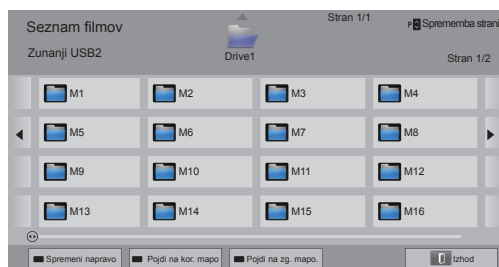 Seznam filmov
Stran 1/1
P Sprememba strani
Zunanji USB2
Drive1
Stran 1/2
M1 M2 M3 M4
M5 M6 M7 M8
M9 M10 M11 M12
M13 M14 M15 M16
Spremeni napravo Pojdi na kor. mapo Pojdi na zg. mapo. Izhod